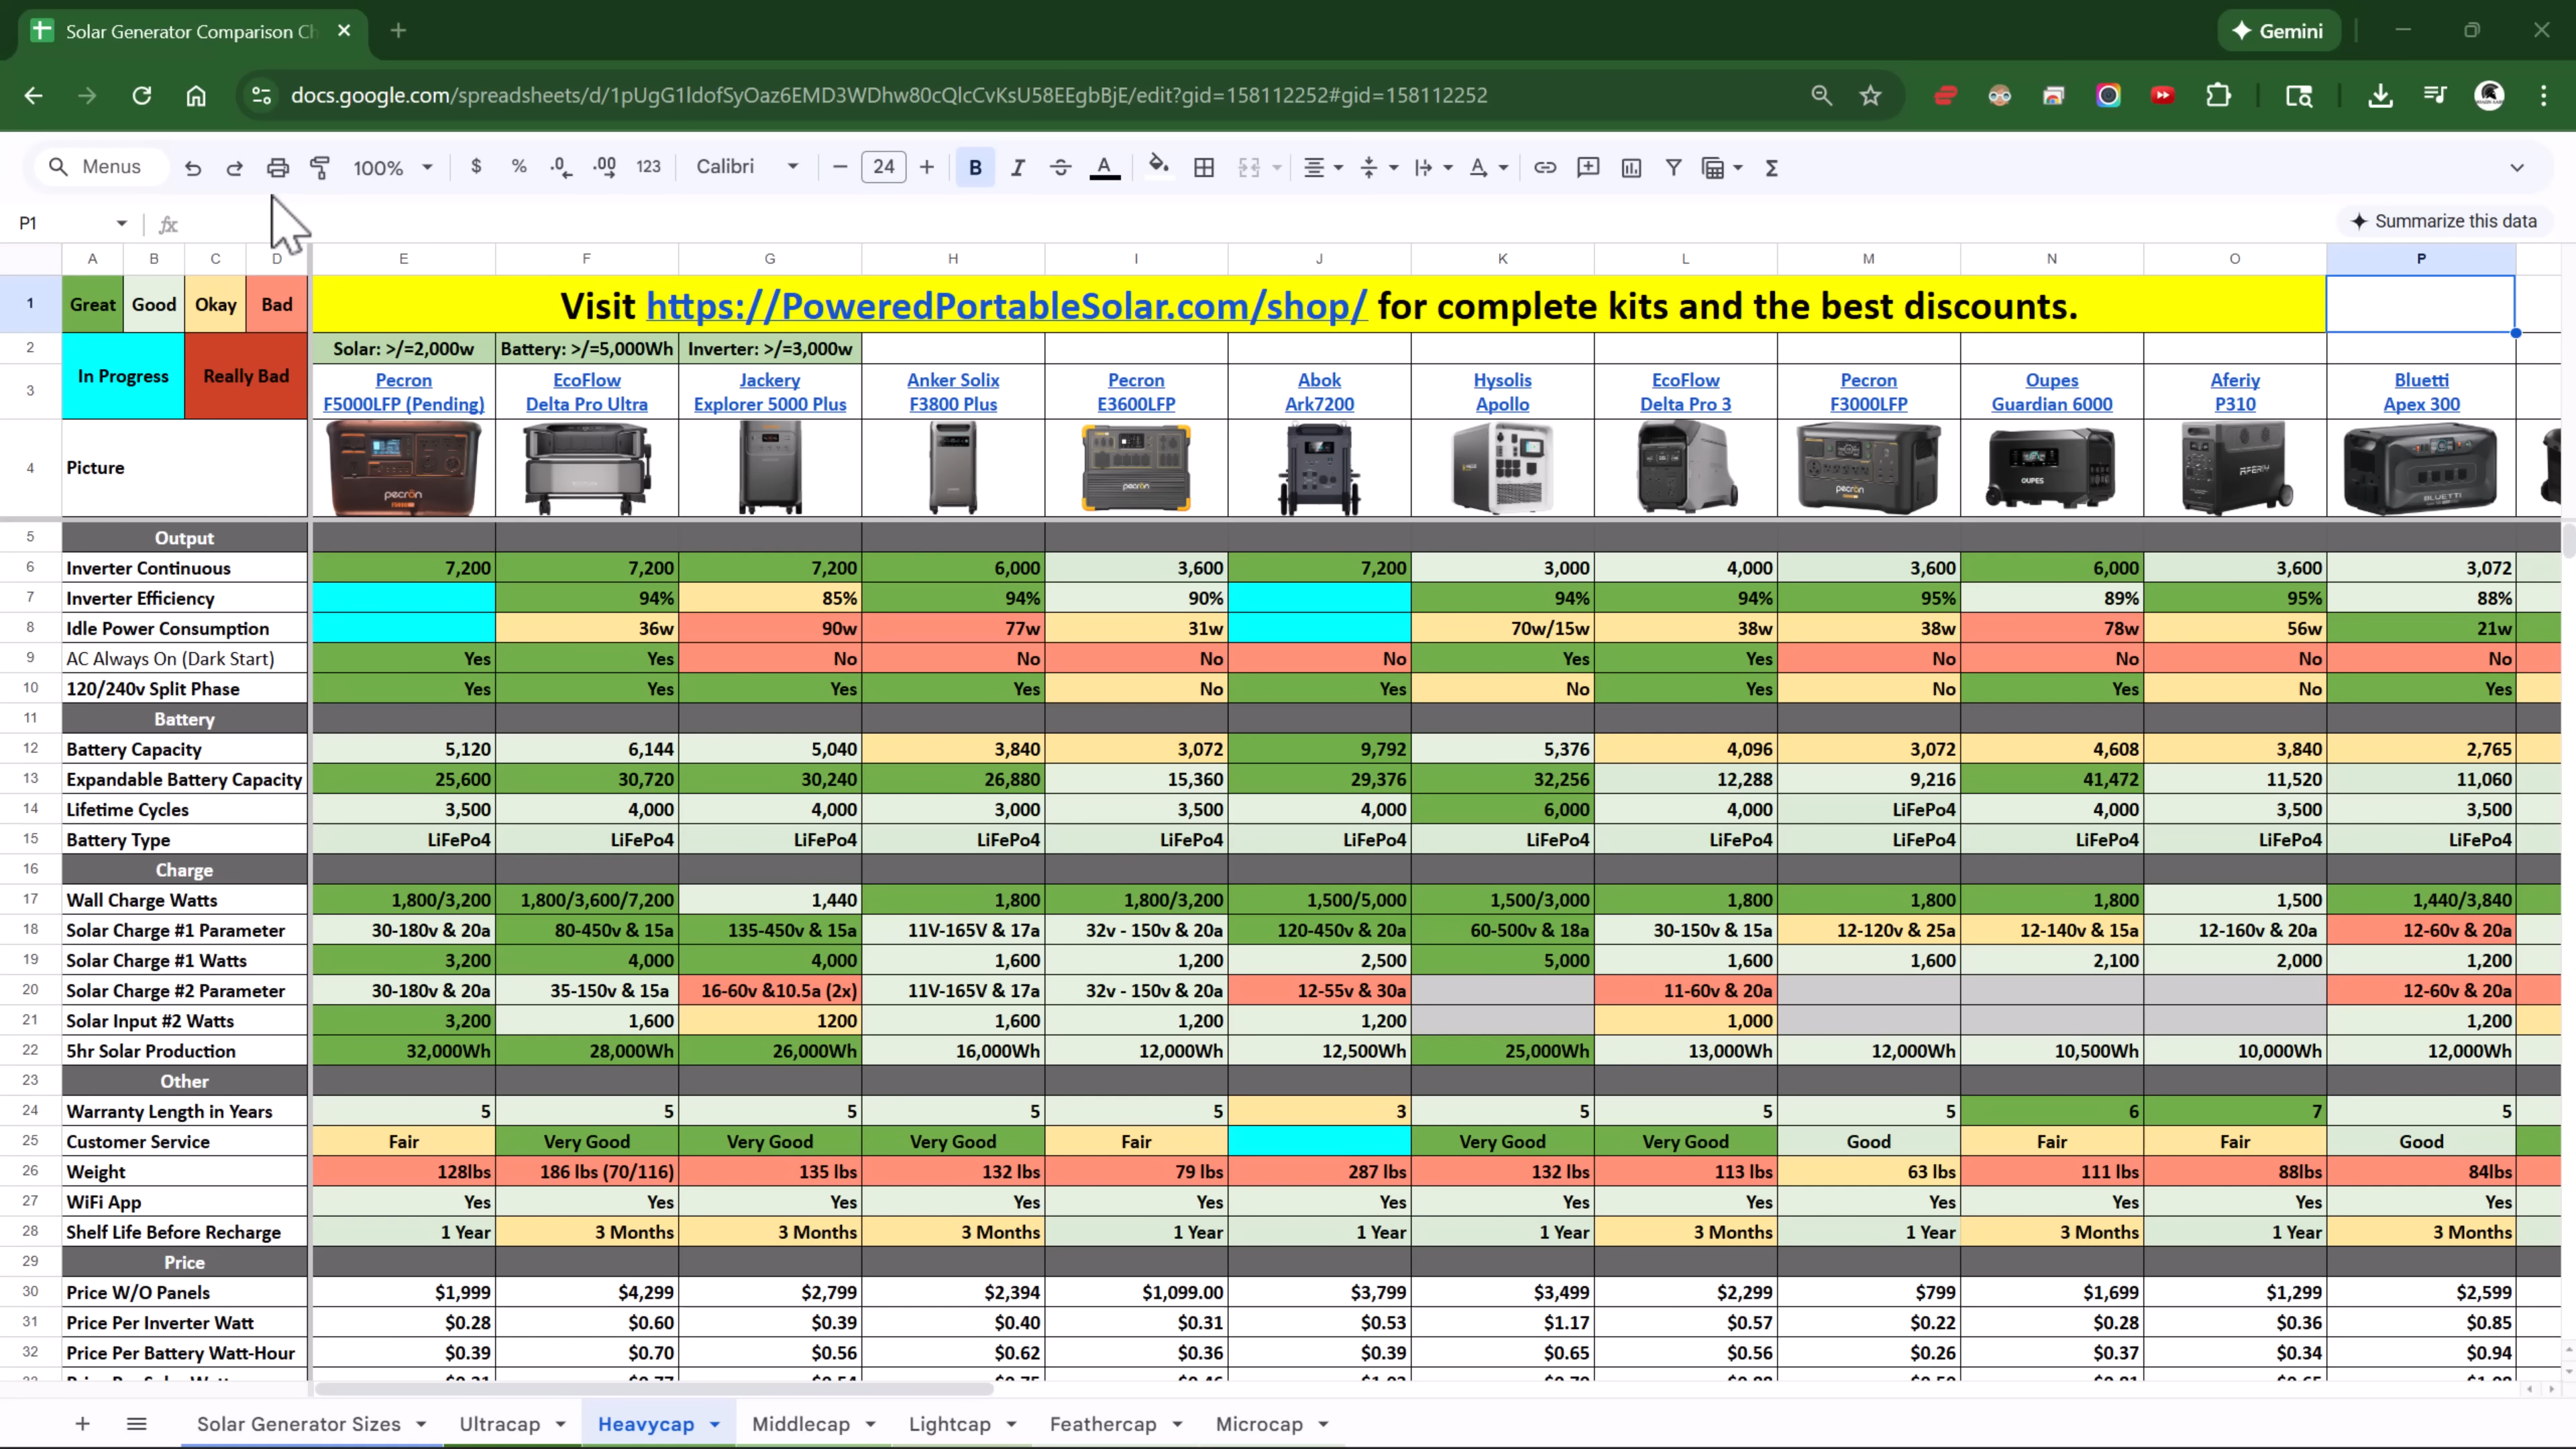 Solar Generator Comparison Ch
Gemini
docs.google.com/spreadsheets/d/1pUgG1ldofSyOaz6EMD3WDhw80cQlcCvKsU58EEgbBjE/edit?gid=158112252#gid=158112252
Menus 100% $ % .0 .00 123 Calibri 24 B I A
P1 fx Summarize this data
A B C D E F G H I J K L M N O P
1 Great Good Okay Bad Visit https://PoweredPortableSolar.com/shop/ for complete kits and the best discounts.
2 Solar: >/=2,000w Battery: >/=5,000Wh Inverter: >/=3,000w
In Progress Really Bad
3 Pecron EcoFlow Jackery Anker Solix Pecron Abok Hysolis EcoFlow Pecron Oupes Aferiy Bluetti
F5000LFP (Pending) Delta Pro Ultra Explorer 5000 Plus F3800 Plus E3600LFP Ark7200 Apollo Delta Pro 3 F3000LFP Guardian 6000 P310 Apex 300
4 Picture pecron pecron pecron OUPES AFERIY BLUETTI
5 Output
6 Inverter Continuous 7,200 7,200 7,200 6,000 3,600 7,200 3,000 4,000 3,600 6,000 3,600 3,072
7 Inverter Efficiency 94% 85% 94% 90% 94% 94% 95% 89% 95% 88%
8 Idle Power Consumption 36w 90w 77w 31w 70w/15w 38w 38w 78w 56w 21w
9 AC Always On (Dark Start) Yes Yes No No No No Yes Yes No No No No
10 120/240v Split Phase Yes Yes Yes Yes No Yes No Yes No Yes No Yes
11 Battery
12 Battery Capacity 5,120 6,144 5,040 3,840 3,072 9,792 5,376 4,096 3,072 4,608 3,840 2,765
13 Expandable Battery Capacity 25,600 30,720 30,240 26,880 15,360 29,376 32,256 12,288 9,216 41,472 11,520 11,060
14 Lifetime Cycles 3,500 4,000 4,000 3,000 3,500 4,000 6,000 4,000 LiFePo4 4,000 3,500 3,500
15 Battery Type LiFePo4 LiFePo4 LiFePo4 LiFePo4 LiFePo4 LiFePo4 LiFePo4 LiFePo4 LiFePo4 LiFePo4 LiFePo4 LiFePo4
16 Charge
17 Wall Charge Watts 1,800/3,200 1,800/3,600/7,200 1,440 1,800 1,800/3,200 1,500/5,000 1,500/3,000 1,800 1,800 1,800 1,500 1,440/3,840
18 Solar Charge #1 Parameter 30-180v & 20a 80-450v & 15a 135-450v & 15a 11V-165V & 17a 32v - 150v & 20a 120-450v & 20a 60-500v & 18a 30-150v & 15a 12-120v & 25a 12-140v & 15a 12-160v & 20a 12-60v & 20a
19 Solar Charge #1 Watts 3,200 4,000 4,000 1,600 1,200 2,500 5,000 1,600 1,600 2,100 2,000 1,200
20 Solar Charge #2 Parameter 30-180v & 20a 35-150v & 15a 16-60v &10.5a (2x) 11V-165V & 17a 32v - 150v & 20a 12-55v & 30a 11-60v & 20a 12-60v & 20a
21 Solar Input #2 Watts 3,200 1,600 1200 1,600 1,200 1,200 1,000 1,200
22 5hr Solar Production 32,000Wh 28,000Wh 26,000Wh 16,000Wh 12,000Wh 12,500Wh 25,000Wh 13,000Wh 12,000Wh 10,500Wh 10,000Wh 12,000Wh
23 Other
24 Warranty Length in Years 5 5 5 5 5 3 5 5 5 6 7 5
25 Customer Service Fair Very Good Very Good Very Good Fair Very Good Very Good Good Fair Fair Good
26 Weight 128lbs 186 lbs (70/116) 135 lbs 132 lbs 79 lbs 287 lbs 132 lbs 113 lbs 63 lbs 111 lbs 88lbs 84lbs
27 WiFi App Yes Yes Yes Yes Yes Yes Yes Yes Yes Yes Yes Yes
28 Shelf Life Before Recharge 1 Year 3 Months 3 Months 3 Months 1 Year 1 Year 1 Year 3 Months 1 Year 3 Months 1 Year 3 Months
29 Price
30 Price W/O Panels $1,999 $4,299 $2,799 $2,394 $1,099.00 $3,799 $3,499 $2,299 $799 $1,699 $1,299 $2,599
31 Price Per Inverter Watt $0.28 $0.60 $0.39 $0.40 $0.31 $0.53 $1.17 $0.57 $0.22 $0.28 $0.36 $0.85
32 Price Per Battery Watt-Hour $0.39 $0.70 $0.56 $0.62 $0.36 $0.39 $0.65 $0.56 $0.26 $0.37 $0.34 $0.94
Solar Generator Sizes Ultracap Heavycap Middlecap Lightcap Feathercap Microcap